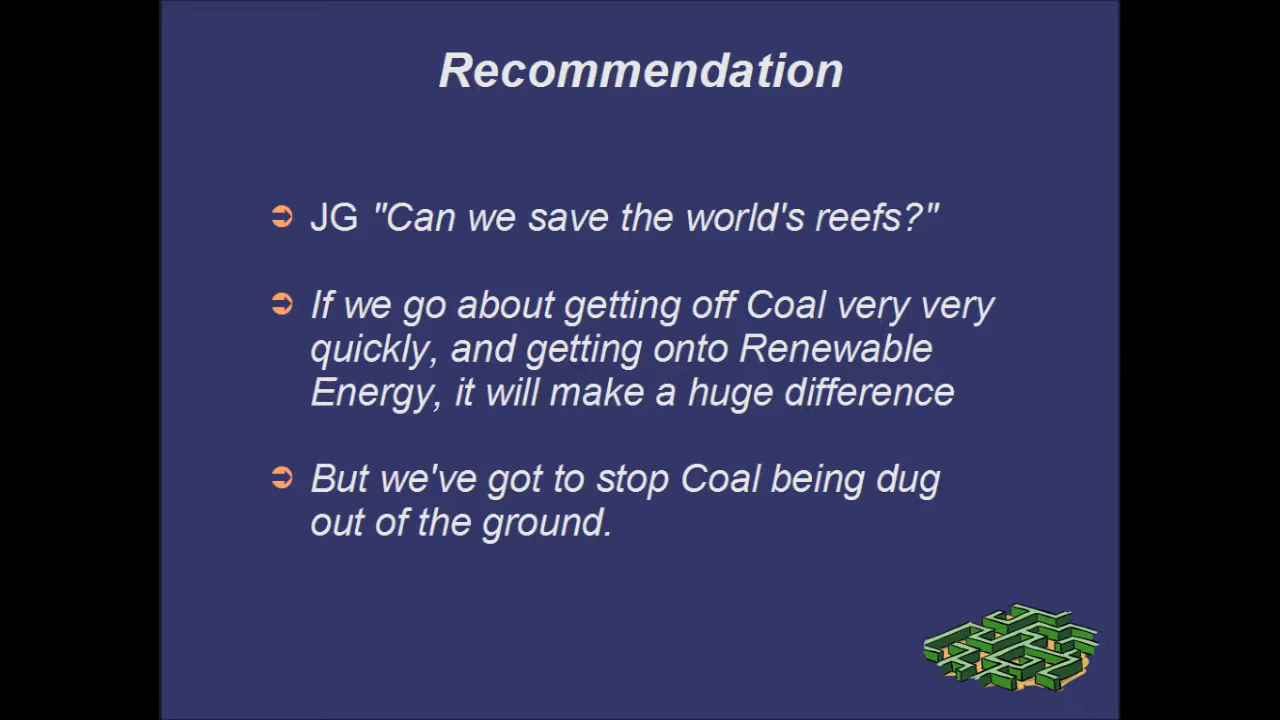 Recommendation
JG "Can we save the world's reefs?"
If we go about getting off Coal very very
quickly, and getting onto Renewable
Energy, it will make a huge difference
But we've got to stop Coal being dug
out of the ground.